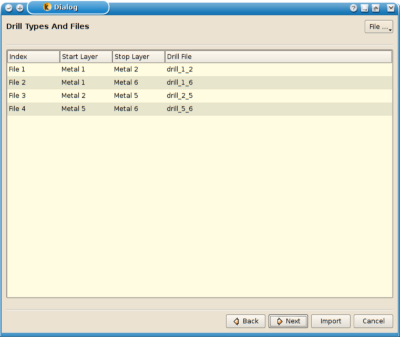 Dialog
Drill Types And Files
File ...
Index Start Layer Stop Layer Drill File
File 1 Metal 1 Metal 2 drill_1_2
File 2 Metal 1 Metal 6 drill_1_6
File 3 Metal 2 Metal 5 drill_2_5
File 4 Metal 5 Metal 6 drill_5_6
Back Next Import Cancel